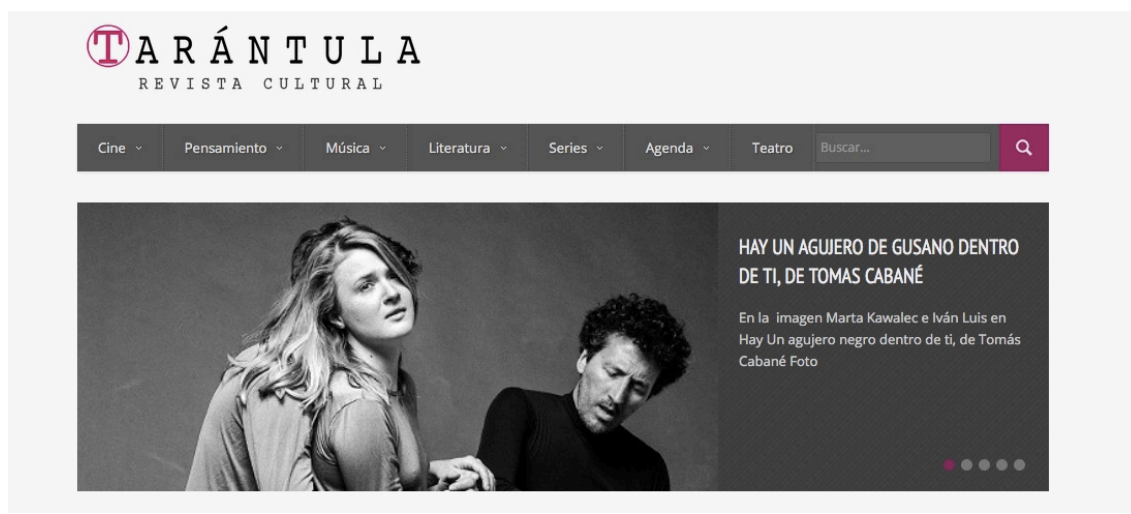 TARÁNTULA
REVISTA CULTURAL
Cine Pensamiento Música Literatura Series Agenda Teatro Buscar...
HAY UN AGUJERO DE GUSANO DENTRO
DE TI, DE TOMAS CABANÉ
En la imagen Marta Kawalec e Iván Luis en
Hay Un agujero negro dentro de ti, de Tomás
Cabané Foto